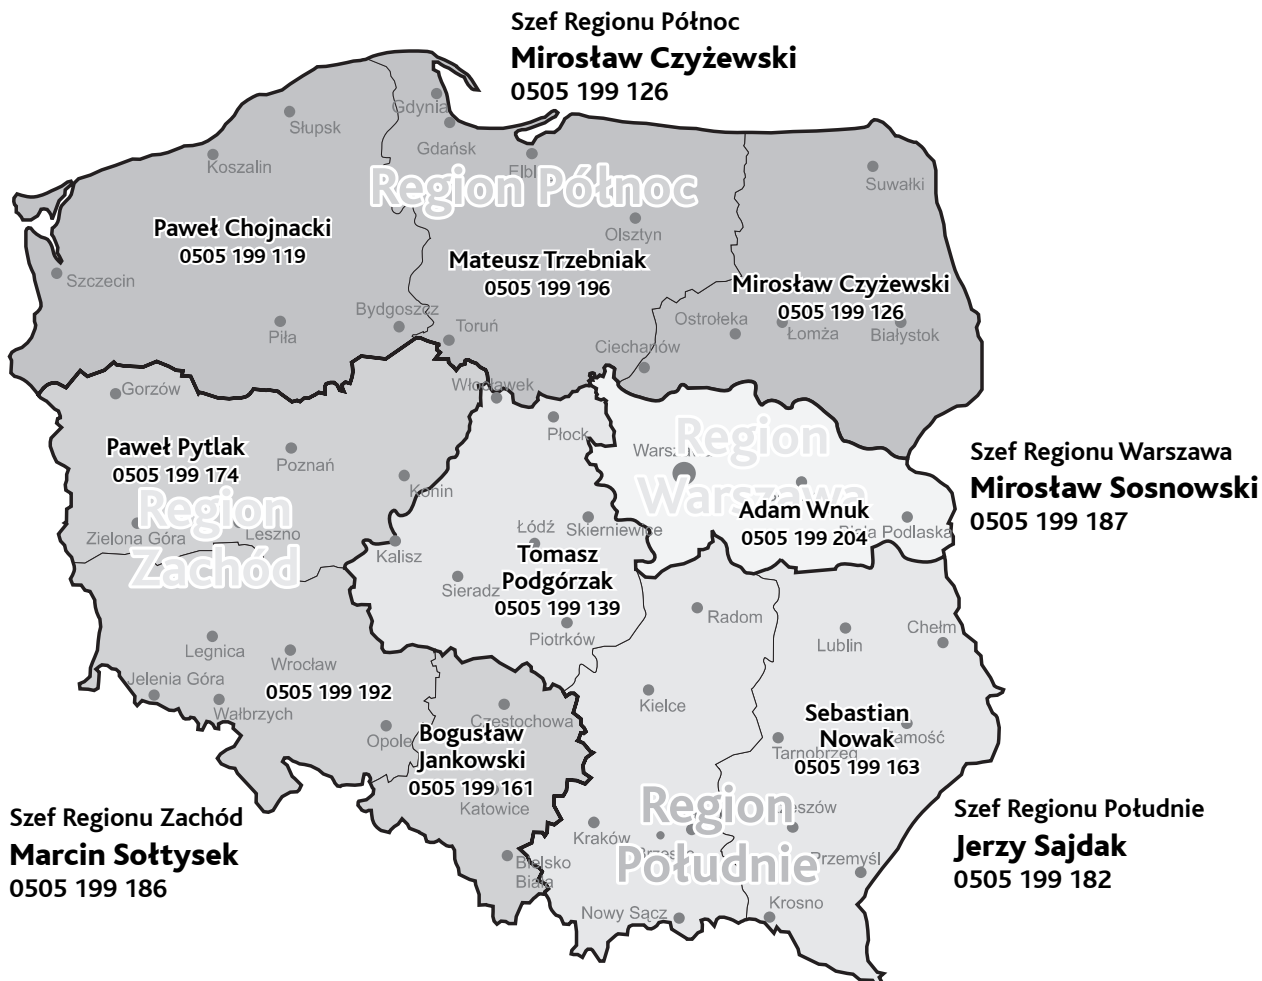 Szef Regionu Północ
Mirosław Czyżewski
0505 199 126
Gdynia
Słupsk
Gdańsk
Koszalin
Suwałki
Region Północ
Paweł Chojnacki
0505 199 119
Olsztyn
Mateusz Trzebniak
0505 199 196
Szczecin
Mirosław Czyżewski
0505 199 126
Bydgoszcz
Toruń
Ostrołeka
Łomża
Białystok
Piła
Ciechanów
Gorzów
Włocławek
Płock
Region
Warszawa
Paweł Pytlak
0505 199 174
Poznań
Konin
Szef Regionu Warszawa
Mirosław Sosnowski
0505 199 187
Region
Zachód
Zielona Góra
Leszno
Kalisz
Łódź
Skierniewice
Adam Wnuk
0505 199 204
Podlaska
Tomasz
Podgórzak
0505 199 139
Sieradz
Piotrków
Radom
Lublin
Chełm
Legnica
Wrocław
Jelenia Góra
0505 199 192
Wałbrzych
Opole
Kielce
Częstochowa
Bogusław
Jankowski
0505 199 161
Katowice
Sebastian
Nowak
0505 199 163
Tarnobrzeg
Region
Południe
Kraków
Przemyśl
Bielsko
Biała
Nowy Sącz
Krosno
Szef Regionu Zachód
Marcin Sołtysek
0505 199 186
Szef Regionu Południe
Jerzy Sajdak
0505 199 182